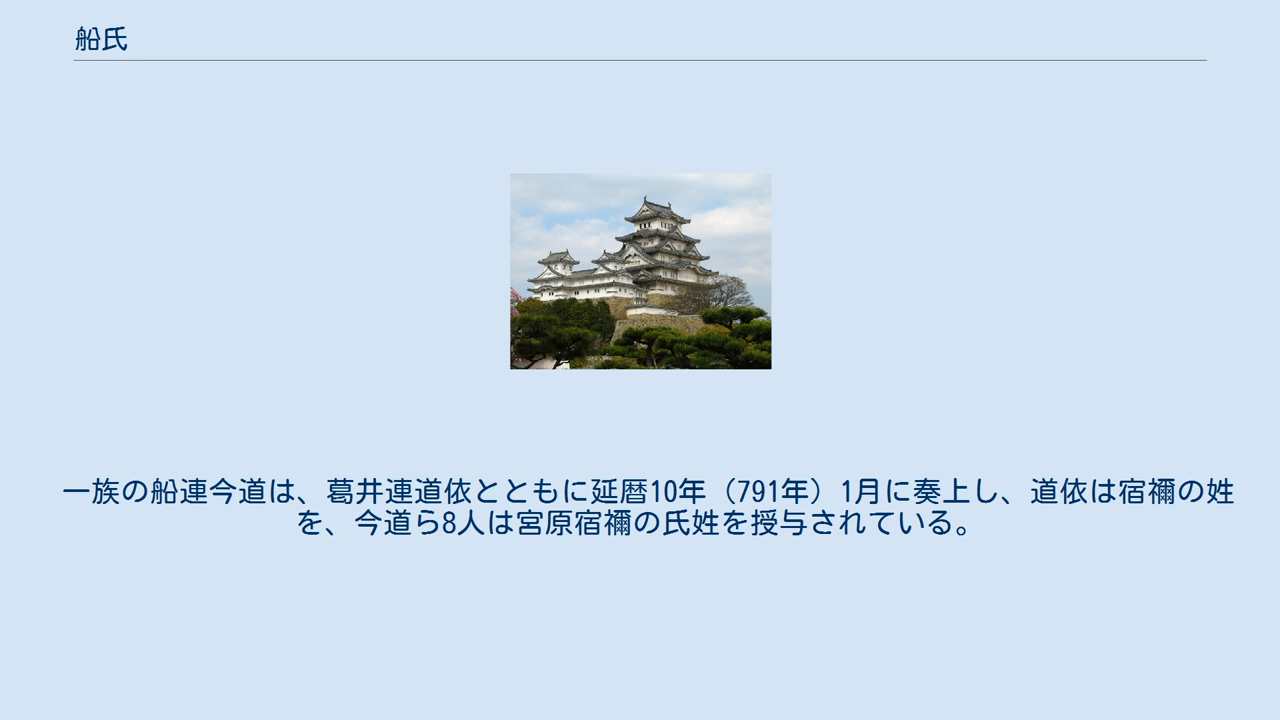 船氏
一族の船連今道は、葛井連道依とともに延暦10年（791年）1月に奏上し、道依は宿禰の姓
を、今道ら8人は宮原宿禰の氏姓を授与されている。